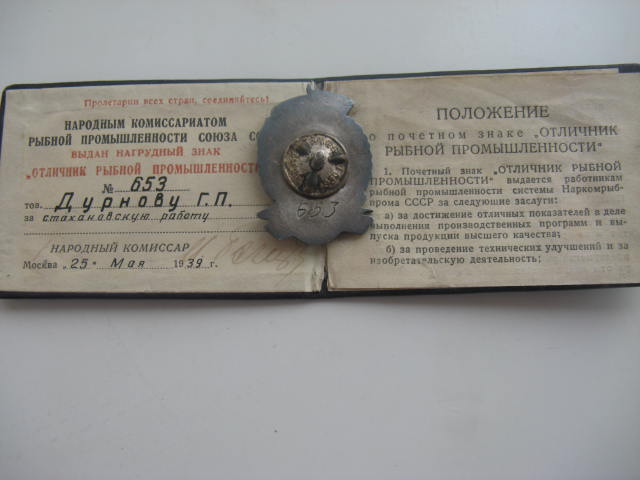 Пролетарии всех стран, соединяйтесь!
НАРОДНЫМ КОМИССАРИАТОМ
РЫБНОЙ ПРОМЫШЛЕННОСТИ СОЮЗА СС
ВЫДАН НАГРУДНЫЙ ЗНАК
„ОТЛИЧНИК РЫБНОЙ ПРОМЫШЛЕННОСТИ
№ 653
тов. Дурнову Г.П.
за стахановскую работу
НАРОДНЫЙ КОМИССАР
Москва „25" Мая 1939 г.
653
ПОЛОЖЕНИЕ
о почетном знаке „ОТЛИЧНИК
РЫБНОЙ ПРОМЫШЛЕННОСТИ"
1. Почетный знак „ОТЛИЧНИК РЫБНОЙ
ПРОМЫШЛЕННОСТИ" выдается работникам
рыбной промышленности системы Наркомрыб-
прома СССР за следующие заслуги:
а) за достижение отличных показателей в деле
выполнения производственных программ и вы-
пуска продукции высшего качества;
б) за проведение технических улучшений и за
изобретательскую деятельность;